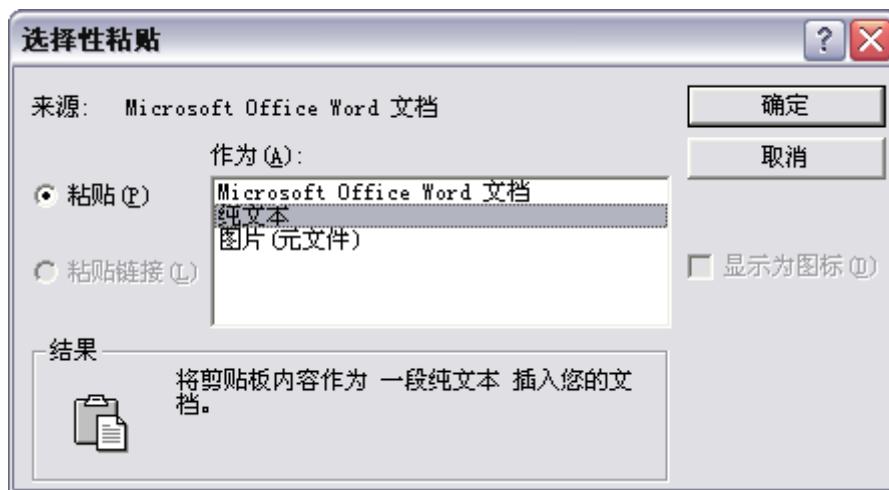 选择性粘贴
来源: Microsoft Office Word 文档
确定
作为(A):
取消
粘贴(P)
Microsoft Office Word 文档
纯文本
图片(元文件)
粘贴链接(L)
显示为图标(D)
结果
将剪贴板内容作为 一段纯文本 插入您的文
档。